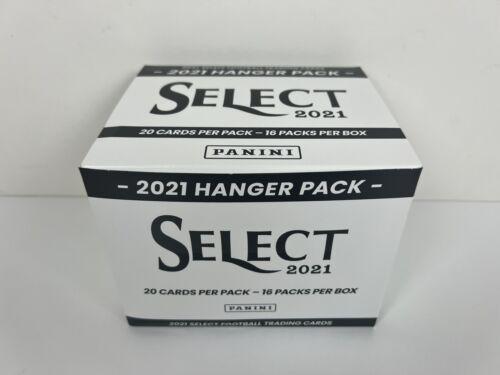 - 2021 HANGER PACK -
SELECT
2021
20 CARDS PER PACK – 16 PACKS PER BOX
PANINI
- 2021 HANGER PACK -
SELECT
2021
20 CARDS PER PACK – 16 PACKS PER BOX
PANINI
2021 SELECT FOOTBALL TRADING CARDS